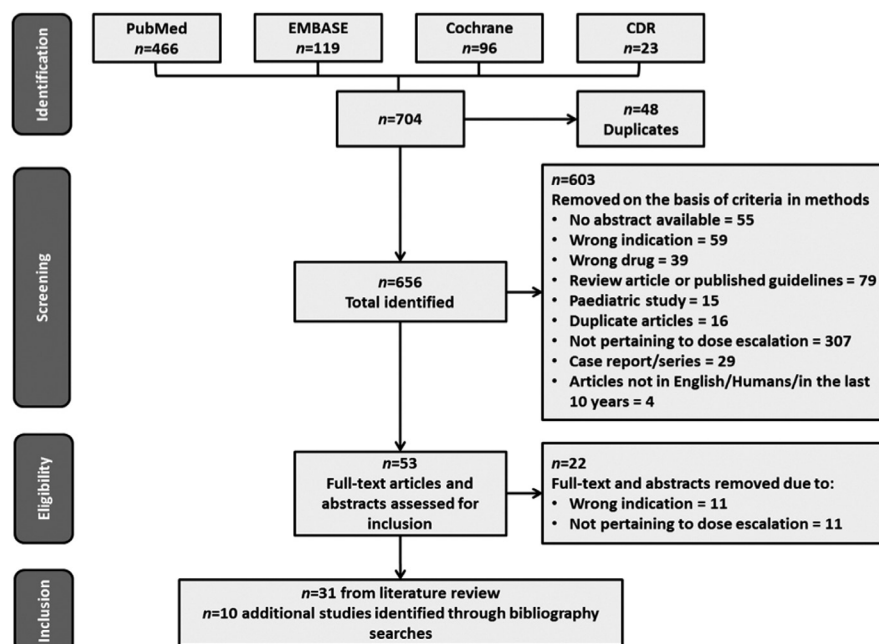 PubMed
n=466
EMBASE
n=119
Cochrane
n=96
CDR
n=23
Identification
n=704
n=48
Duplicates
Screening
n=603
Removed on the basis of criteria in methods
• No abstract available = 55
• Wrong indication = 59
• Wrong drug = 39
• Review article or published guidelines = 79
• Paediatric study = 15
• Duplicate articles = 16
• Not pertaining to dose escalation = 307
• Case report/series = 29
• Articles not in English/Humans/in the last
10 years = 4
n=656
Total identified
Eligibility
n=53
Full-text articles and
abstracts assessed for
inclusion
n=22
Full-text and abstracts removed due to:
• Wrong indication = 11
• Not pertaining to dose escalation = 11
Inclusion
n=31 from literature review
n=10 additional studies identified through bibliography
searches